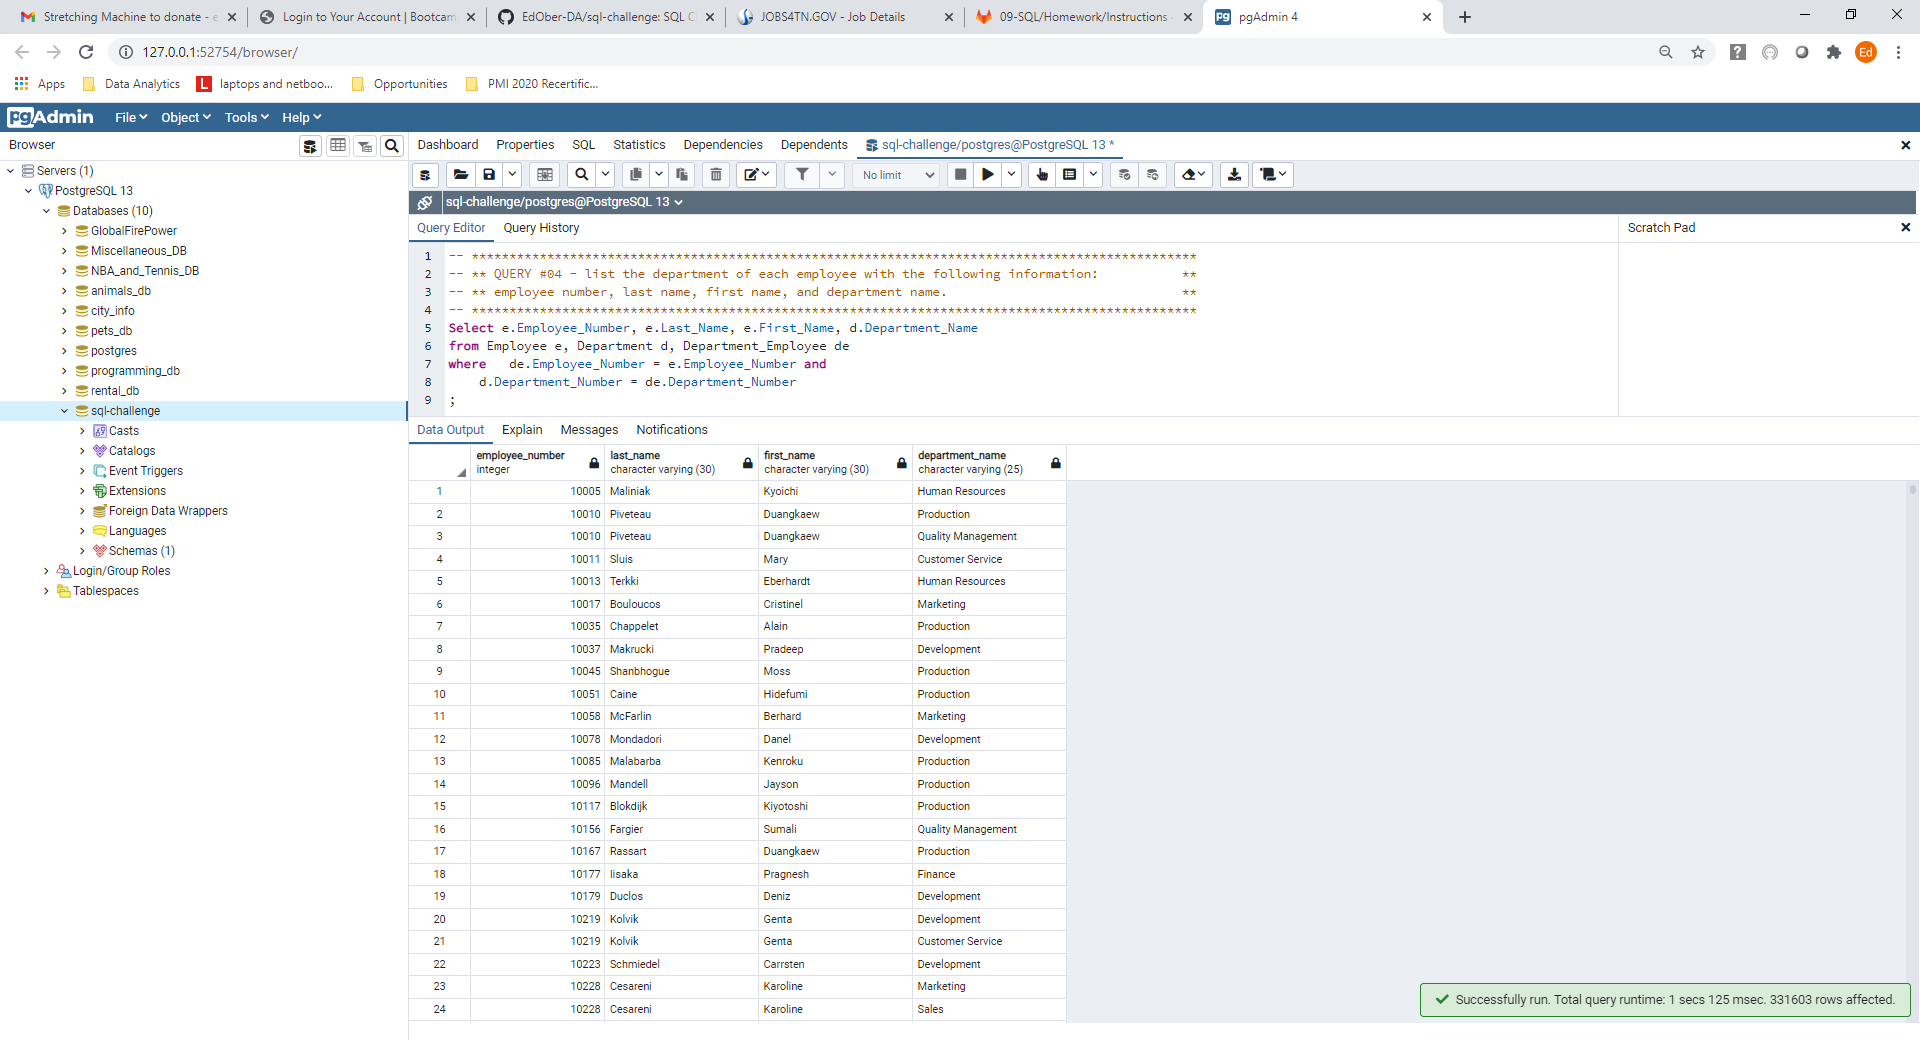 Stretching Machine to donate - e
Login to Your Account | Bootcam
EdOber-DA/sql-challenge: SQL C
JOBS4TN.GOV - Job Details
09-SQL/Homework/Instructions
pgAdmin 4
127.0.0.1:52754/browser/
Ed
Apps
Data Analytics
L
laptops and netboo...
Opportunities
PMI 2020 Recertific...
pgAdmin
File
Object
Tools
Help
Browser
Dashboard
Properties
SQL
Statistics
Dependencies
Dependents
sql-challenge/postgres@PostgreSQL 13 *
Servers (1)
PostgreSQL 13
Databases (10)
GlobalFirePower
Miscellaneous_DB
NBA_and_Tennis_DB
animals_db
city_info
pets_db
postgres
programming_db
rental_db
sql-challenge
Casts
Catalogs
Event Triggers
Extensions
Foreign Data Wrappers
Languages
Schemas (1)
Login/Group Roles
Tablespaces
No limit
sql-challenge/postgres@PostgreSQL 13
Query Editor
Query History
Scratch Pad
1 -- ************************************************************************************************
2 -- ** QUERY #04 - list the department of each employee with the following information: **
3 -- ** employee number, last name, first name, and department name. **
4 -- ************************************************************************************************
5 Select e.Employee_Number, e.Last_Name, e.First_Name, d.Department_Name
6 from Employee e, Department d, Department_Employee de
7 where de.Employee_Number = e.Employee_Number and
8 d.Department_Number = de.Department_Number
9 ;
Data Output
Explain
Messages
Notifications
employee_number last_name first_name department_name
integer character varying (30) character varying (30) character varying (25)
1 10005 Maliniak Kyoichi Human Resources
2 10010 Piveteau Duangkaew Production
3 10010 Piveteau Duangkaew Quality Management
4 10011 Sluis Mary Customer Service
5 10013 Terkki Eberhardt Human Resources
6 10017 Bouloucos Cristinel Marketing
7 10035 Chappelet Alain Production
8 10037 Makrucki Pradeep Development
9 10045 Shanbhogue Moss Production
10 10051 Caine Hidefumi Production
11 10058 McFarlin Berhard Marketing
12 10078 Mondadori Danel Development
13 10085 Malabarba Kenroku Production
14 10096 Mandell Jayson Production
15 10117 Blokdijk Kiyotoshi Production
16 10156 Fargier Sumali Quality Management
17 10167 Rassart Duangkaew Production
18 10177 Iisaka Pragnesh Finance
19 10179 Duclos Deniz Development
20 10219 Kolvik Genta Development
21 10219 Kolvik Genta Customer Service
22 10223 Schmiedel Carrsten Development
23 10228 Cesareni Karoline Marketing
24 10228 Cesareni Karoline Sales
Successfully run. Total query runtime: 1 secs 125 msec. 331603 rows affected.